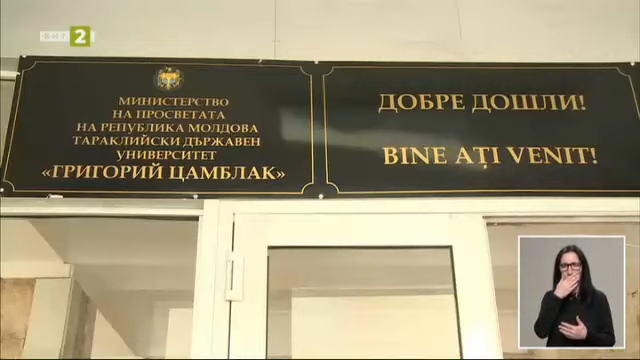 БНТ 2
МИНИСТЕРСТВО
НА ПРОСВЕТАТА
НА РЕПУБЛИКА МОЛДОВА
ТАРАКЛИЙСКИ ДЪРЖАВЕН
УНИВЕРСИТЕТ
«ГРИГОРИЙ ЦАМБЛАК»
ДОБРЕ ДОШЛИ!
BINE AȚI VENIT!